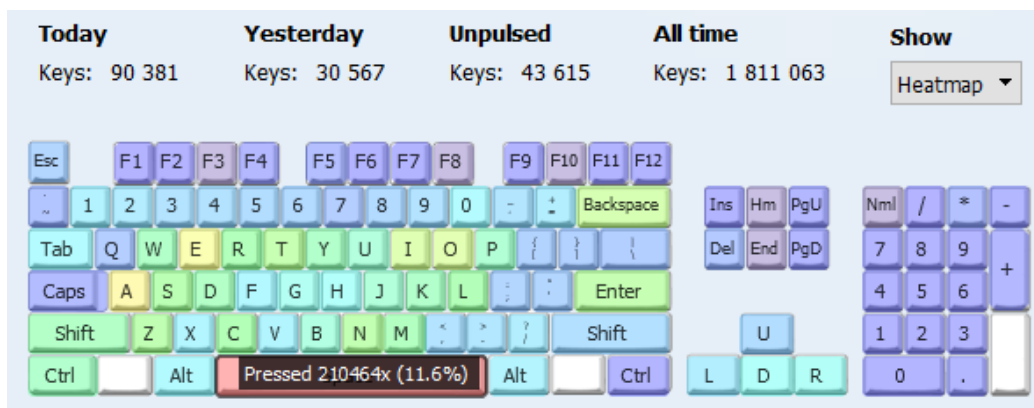 Today Yesterday Unpulsed All time Show
Keys: 90 381 Keys: 30 567 Keys: 43 615 Keys: 1 811 063 Heatmap
Esc F1 F2 F3 F4 F5 F6 F7 F8 F9 F10 F11 F12
1 2 3 4 5 6 7 8 9 0 - Backspace Ins Hm PgU Nml / * -
Tab Q W E R T Y U I O P { } \ Del End PgD 7 8 9 +
Caps A S D F G H J K L ; Enter 4 5 6
Shift Z X C V B N M < > ? / Shift U 1 2 3
Ctrl Alt Pressed 210464x (11.6%) Alt Ctrl L D R 0 .